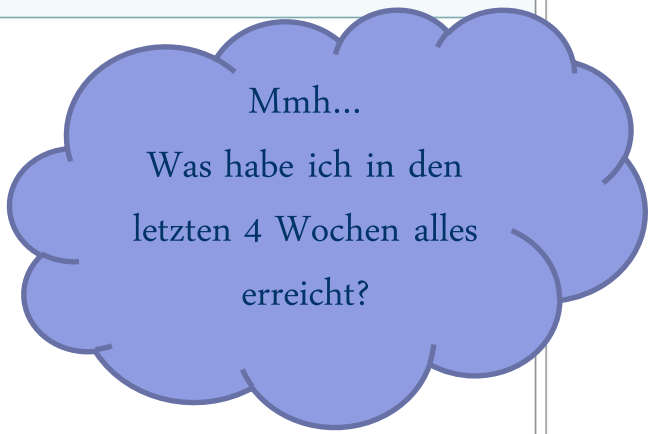 Mmh...
Was habe ich in den
letzten 4 Wochen alles
erreicht?